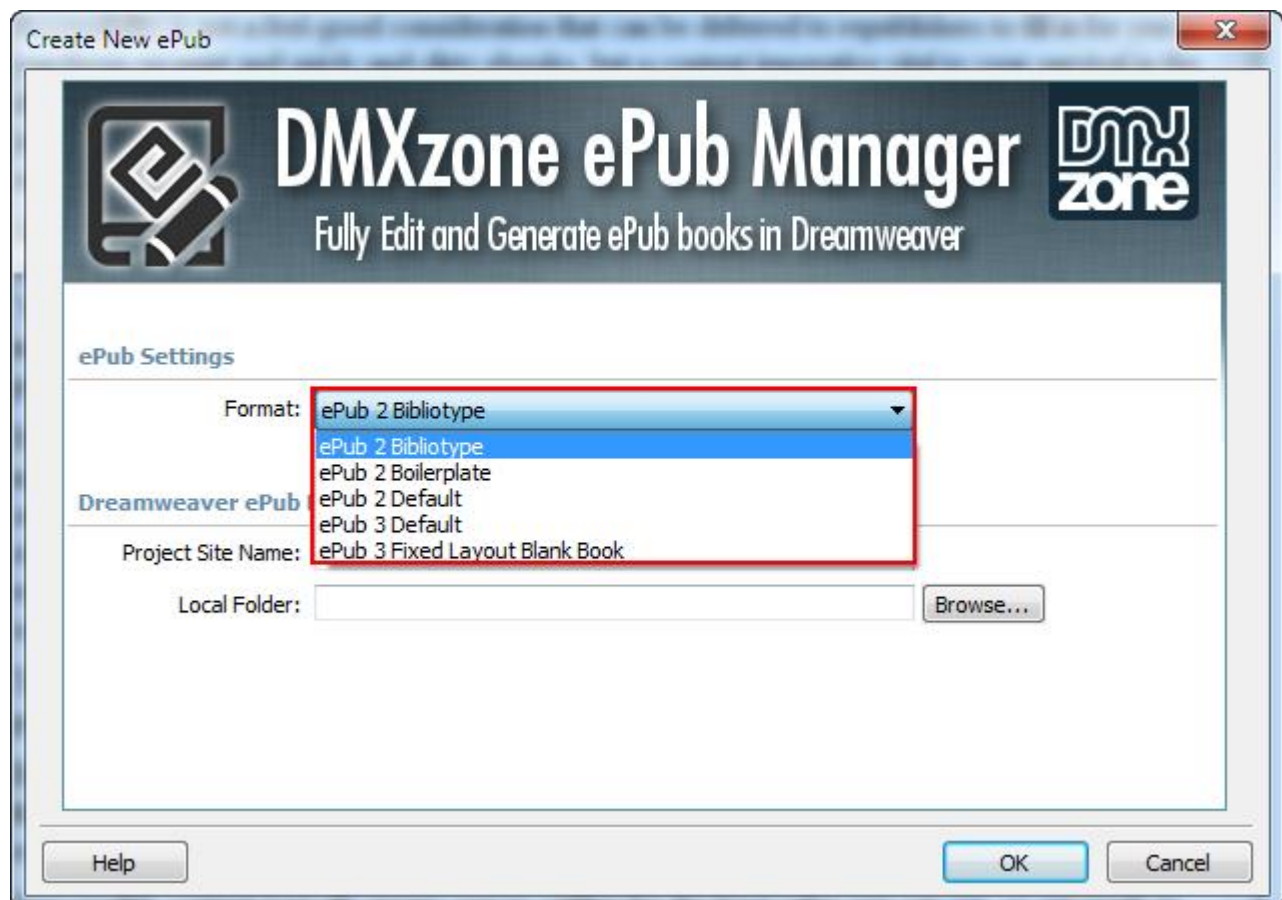 Create New ePub
DMXzone ePub Manager
DMX
zone
Fully Edit and Generate ePub books in Dreamweaver
ePub Settings
Format: ePub 2 Bibliotype
ePub 2 Bibliotype
ePub 2 Boilerplate
ePub 2 Default
ePub 3 Default
ePub 3 Fixed Layout Blank Book
Dreamweaver ePub
Project Site Name:
Local Folder:
Browse...
Help
OK
Cancel